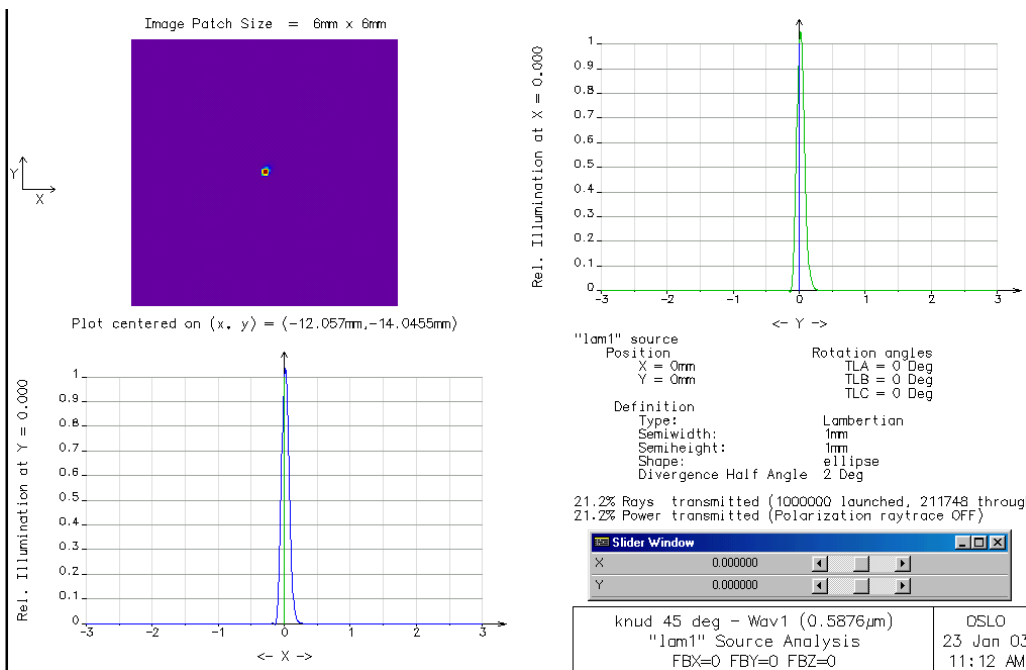 Image Patch Size = 6mm x 6mm
Y
X
Plot centered on (x, y) = (-12.057mm,-14.0455mm)
Rel. Illumination at Y = 0.000
1
0.9
0.8
0.7
0.6
0.5
0.4
0.3
0.2
0.1
0
-3
-2
-1
0
1
2
3
<- X ->
Rel. Illumination at X = 0.000
1
0.9
0.8
0.7
0.6
0.5
0.4
0.3
0.2
0.1
0
-3
-2
-1
0
1
2
3
<- Y ->
"lam1" source
Position Rotation angles
X = 0mm TLA = 0 Deg
Y = 0mm TLB = 0 Deg
TLC = 0 Deg
Definition
Type: Lambertian
Semiwidth: 1mm
Semiheight: 1mm
Shape: ellipse
Divergence Half Angle 2 Deg
21.2% Rays transmitted (1000000 launched, 211748 throug
21.2% Power transmitted (Polarization raytrace OFF)
Slider Window
X 0.000000
Y 0.000000
knud 45 deg - Wav1 (0.5876µm)
"lam1" Source Analysis
FBX=0 FBY=0 FBZ=0
OSLO
23 Jan 03
11:12 AM